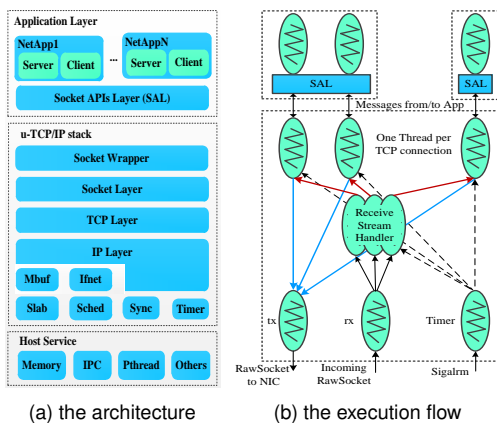 Application Layer
NetApp1
...
NetAppN
Server
Client
Server
Client
Socket APIs Layer (SAL)
u-TCP/IP stack
Socket Wrapper
Socket Layer
TCP Layer
IP Layer
Mbuf
Ifnet
Slab
Sched
Sync
Timer
Host Service
Memory
IPC
Pthread
Others
(a) the architecture
SAL
SAL
Messages from/to App
One Thread per
TCP connection
Receive
Stream
Handler
tx
rx
Timer
RawSocket
to NIC
Incoming
RawSocket
Sigalrm
(b) the execution flow